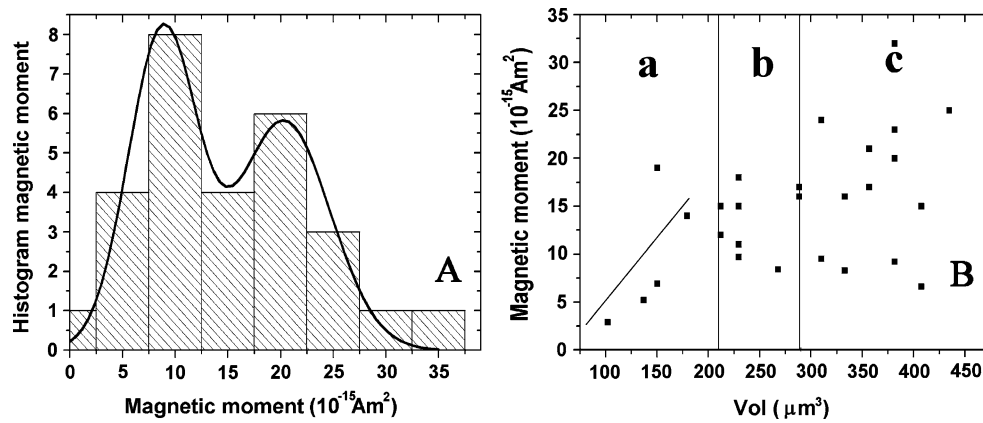 Histogram magnetic moment
8
7
6
5
4
3
2
1
0
0 5 10 15 20 25 30 35
Magnetic moment (10⁻¹⁵Am²)
A
Magnetic moment (10⁻¹⁵Am²)
35
30
25
20
15
10
5
0
100 150 200 250 300 350 400 450
Vol ( μm³)
a b c
B